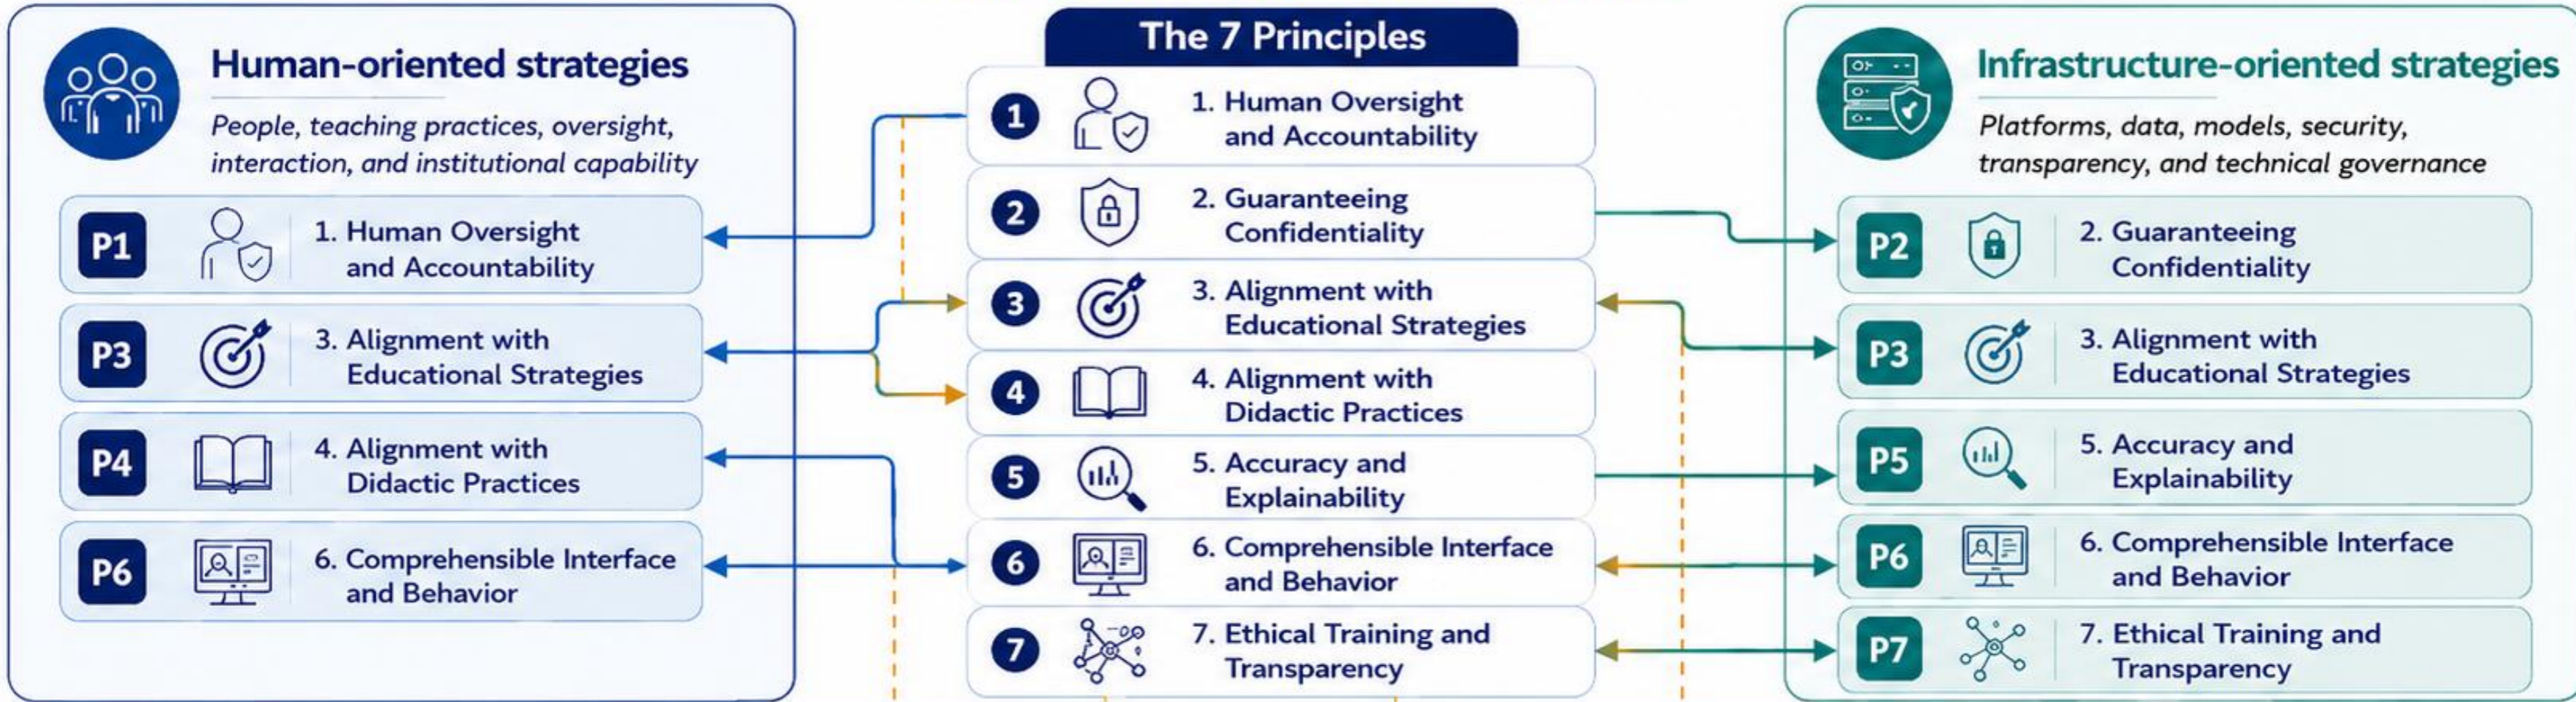 Human-oriented strategies
People, teaching practices, oversight,
interaction, and institutional capability
P1
1. Human Oversight
and Accountability
P3
3. Alignment with
Educational Strategies
P4
4. Alignment with
Didactic Practices
P6
6. Comprehensible Interface
and Behavior
The 7 Principles
1
1. Human Oversight
and Accountability
2
2. Guaranteeing
Confidentiality
3
3. Alignment with
Educational Strategies
4
4. Alignment with
Didactic Practices
5
5. Accuracy and
Explainability
6
6. Comprehensible Interface
and Behavior
7
7. Ethical Training and
Transparency
Infrastructure-oriented strategies
Platforms, data, models, security,
transparency, and technical governance
P2
2. Guaranteeing
Confidentiality
P3
3. Alignment with
Educational Strategies
P5
5. Accuracy and
Explainability
P6
6. Comprehensible Interface
and Behavior
P7
7. Ethical Training and
Transparency